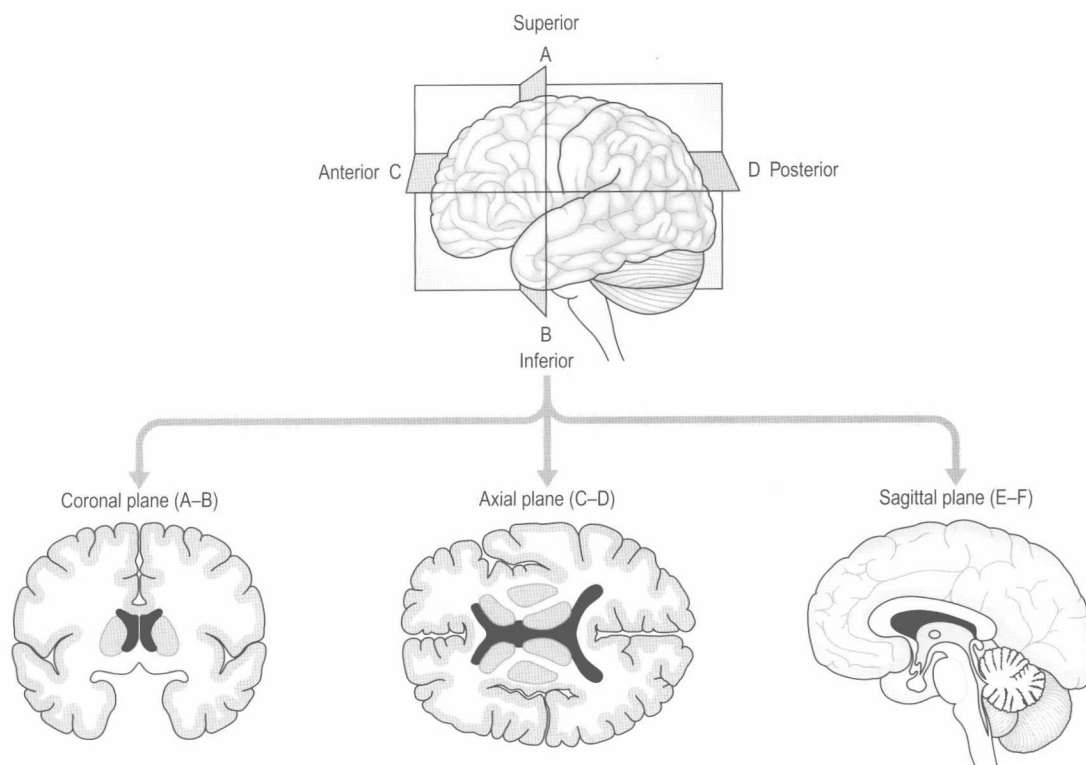 Superior
A
Anterior C
D Posterior
B
Inferior
Coronal plane (A–B)
Axial plane (C–D)
Sagittal plane (E–F)